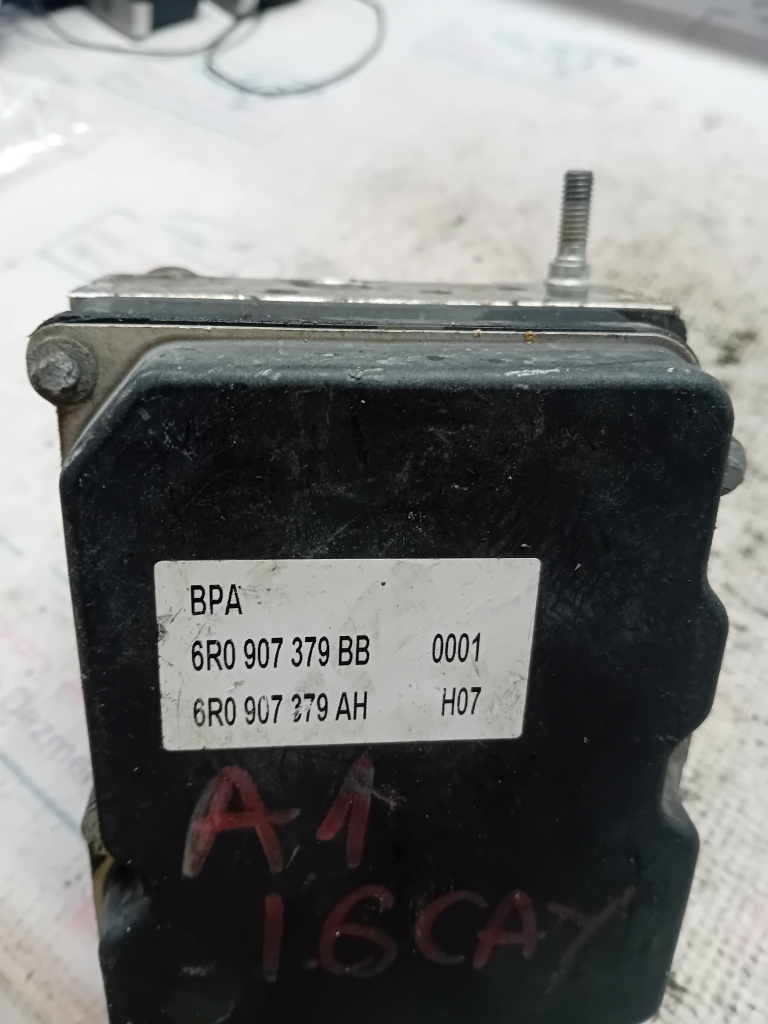 BPA
6R0 907 379 BB 0001
6R0 907 379 AH H07
A1
16CAY